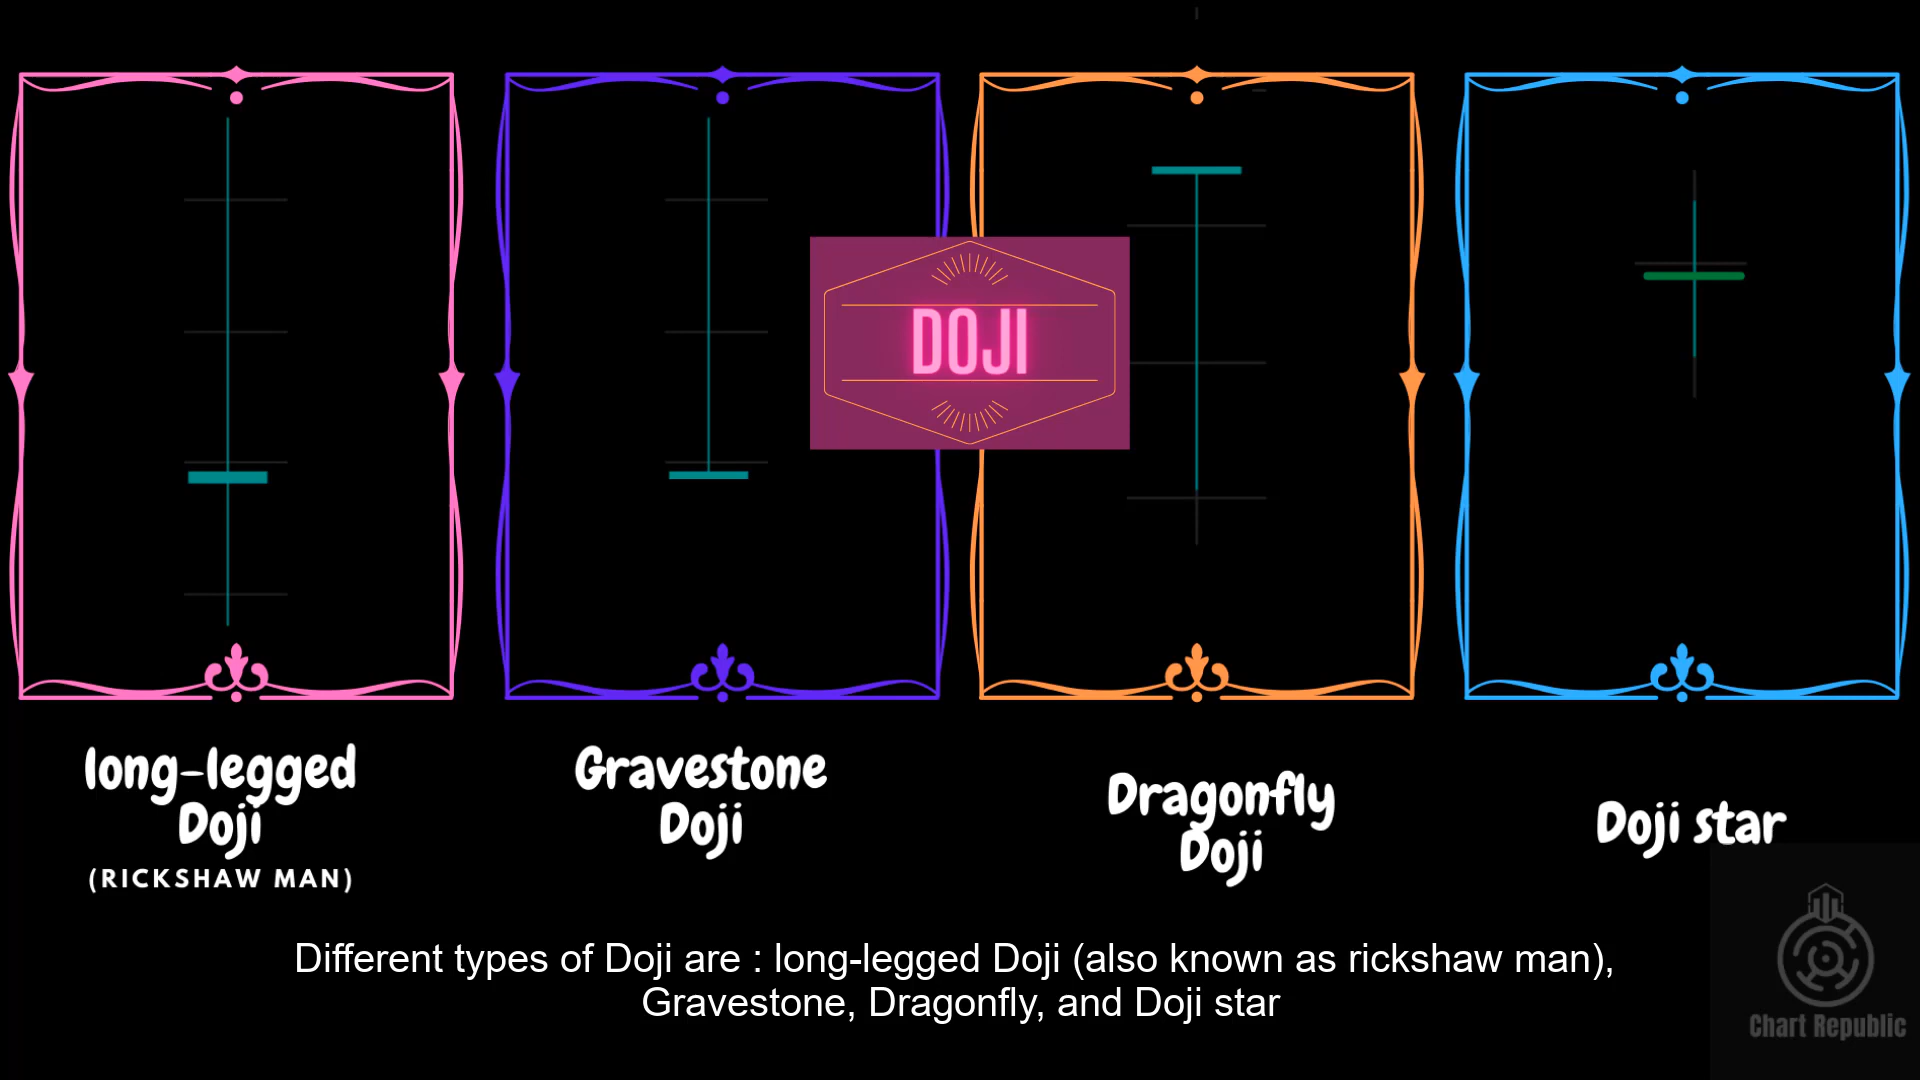 DOJI
long-legged
Doji
(RICKSHAW MAN)
Gravestone
Doji
Dragonfly
Doji
Doji star
Different types of Doji are : long-legged Doji (also known as rickshaw man),
Gravestone, Dragonfly, and Doji star
Chart Republic